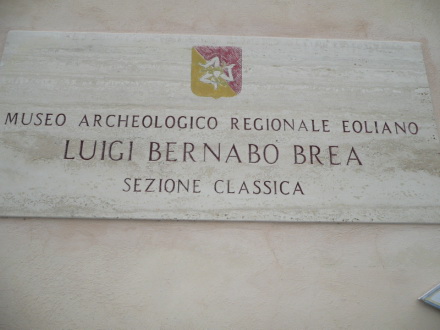 MUSEO ARCHEOLOGICO REGIONALE EOLIANO
LUIGI BERNABÒ BREA
SEZIONE CLASSICA